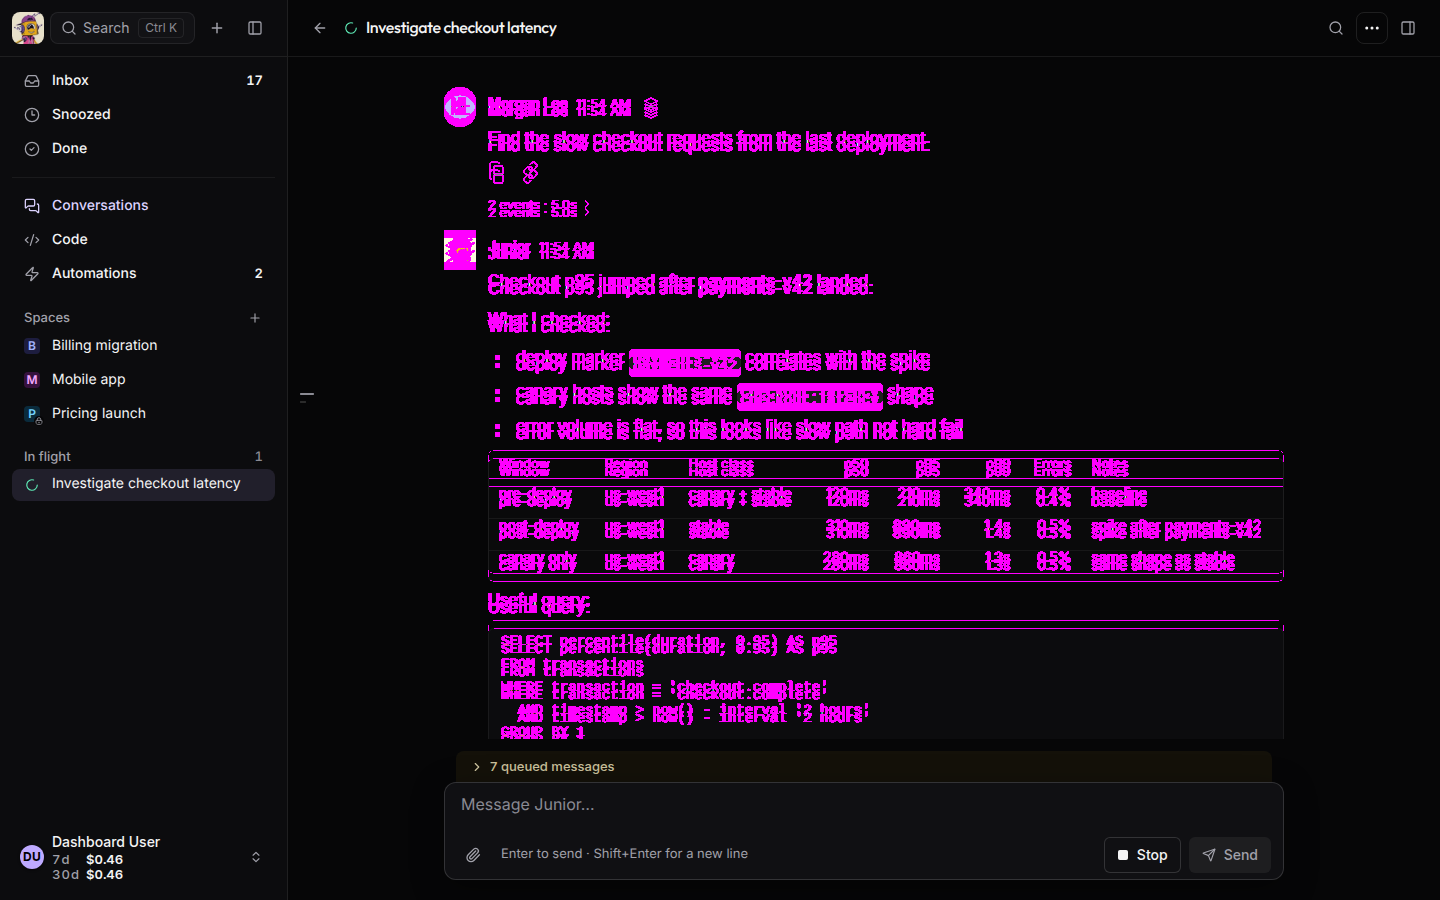 Search Ctrl K
Investigate checkout latency
Inbox 17
Snoozed
Done
Conversations
Code
Automations 2
Spaces
Billing migration
Mobile app
Pricing launch
B
M
P
In flight 1
Investigate checkout latency
Morgan Lee 11:54 AM
Find the slow checkout requests from the last deployment.
2 events · 5.0s
Junior 11:54 AM
Checkout p95 jumped after payments-v42 landed.
What I checked:
deploy marker correlates with the spike
canary hosts show the same shape
error volume is flat, so this looks like slow path not hard fail
Window Region Host class p50 p95 p99 Errors Notes
pre-deploy us-west1 canary + stable 120ms 210ms 340ms 0.4% baseline
post-deploy us-west1 stable 310ms 1.4s 0.5% spike after payments-v42
canary only us-west1 canary 280ms 860ms 1.3s 0.5% same shape as stable
Useful query:
SELECT percentile(duration, 0.95) AS p95
FROM transactions
WHERE transaction = 'checkout.complete'
AND timestamp > now() - interval '2 hours'
GROUP BY 1
7 queued messages
Message Junior...
Enter to send · Shift+Enter for a new line
Stop
Send
DU
Dashboard User
7d $0.46
30d $0.46